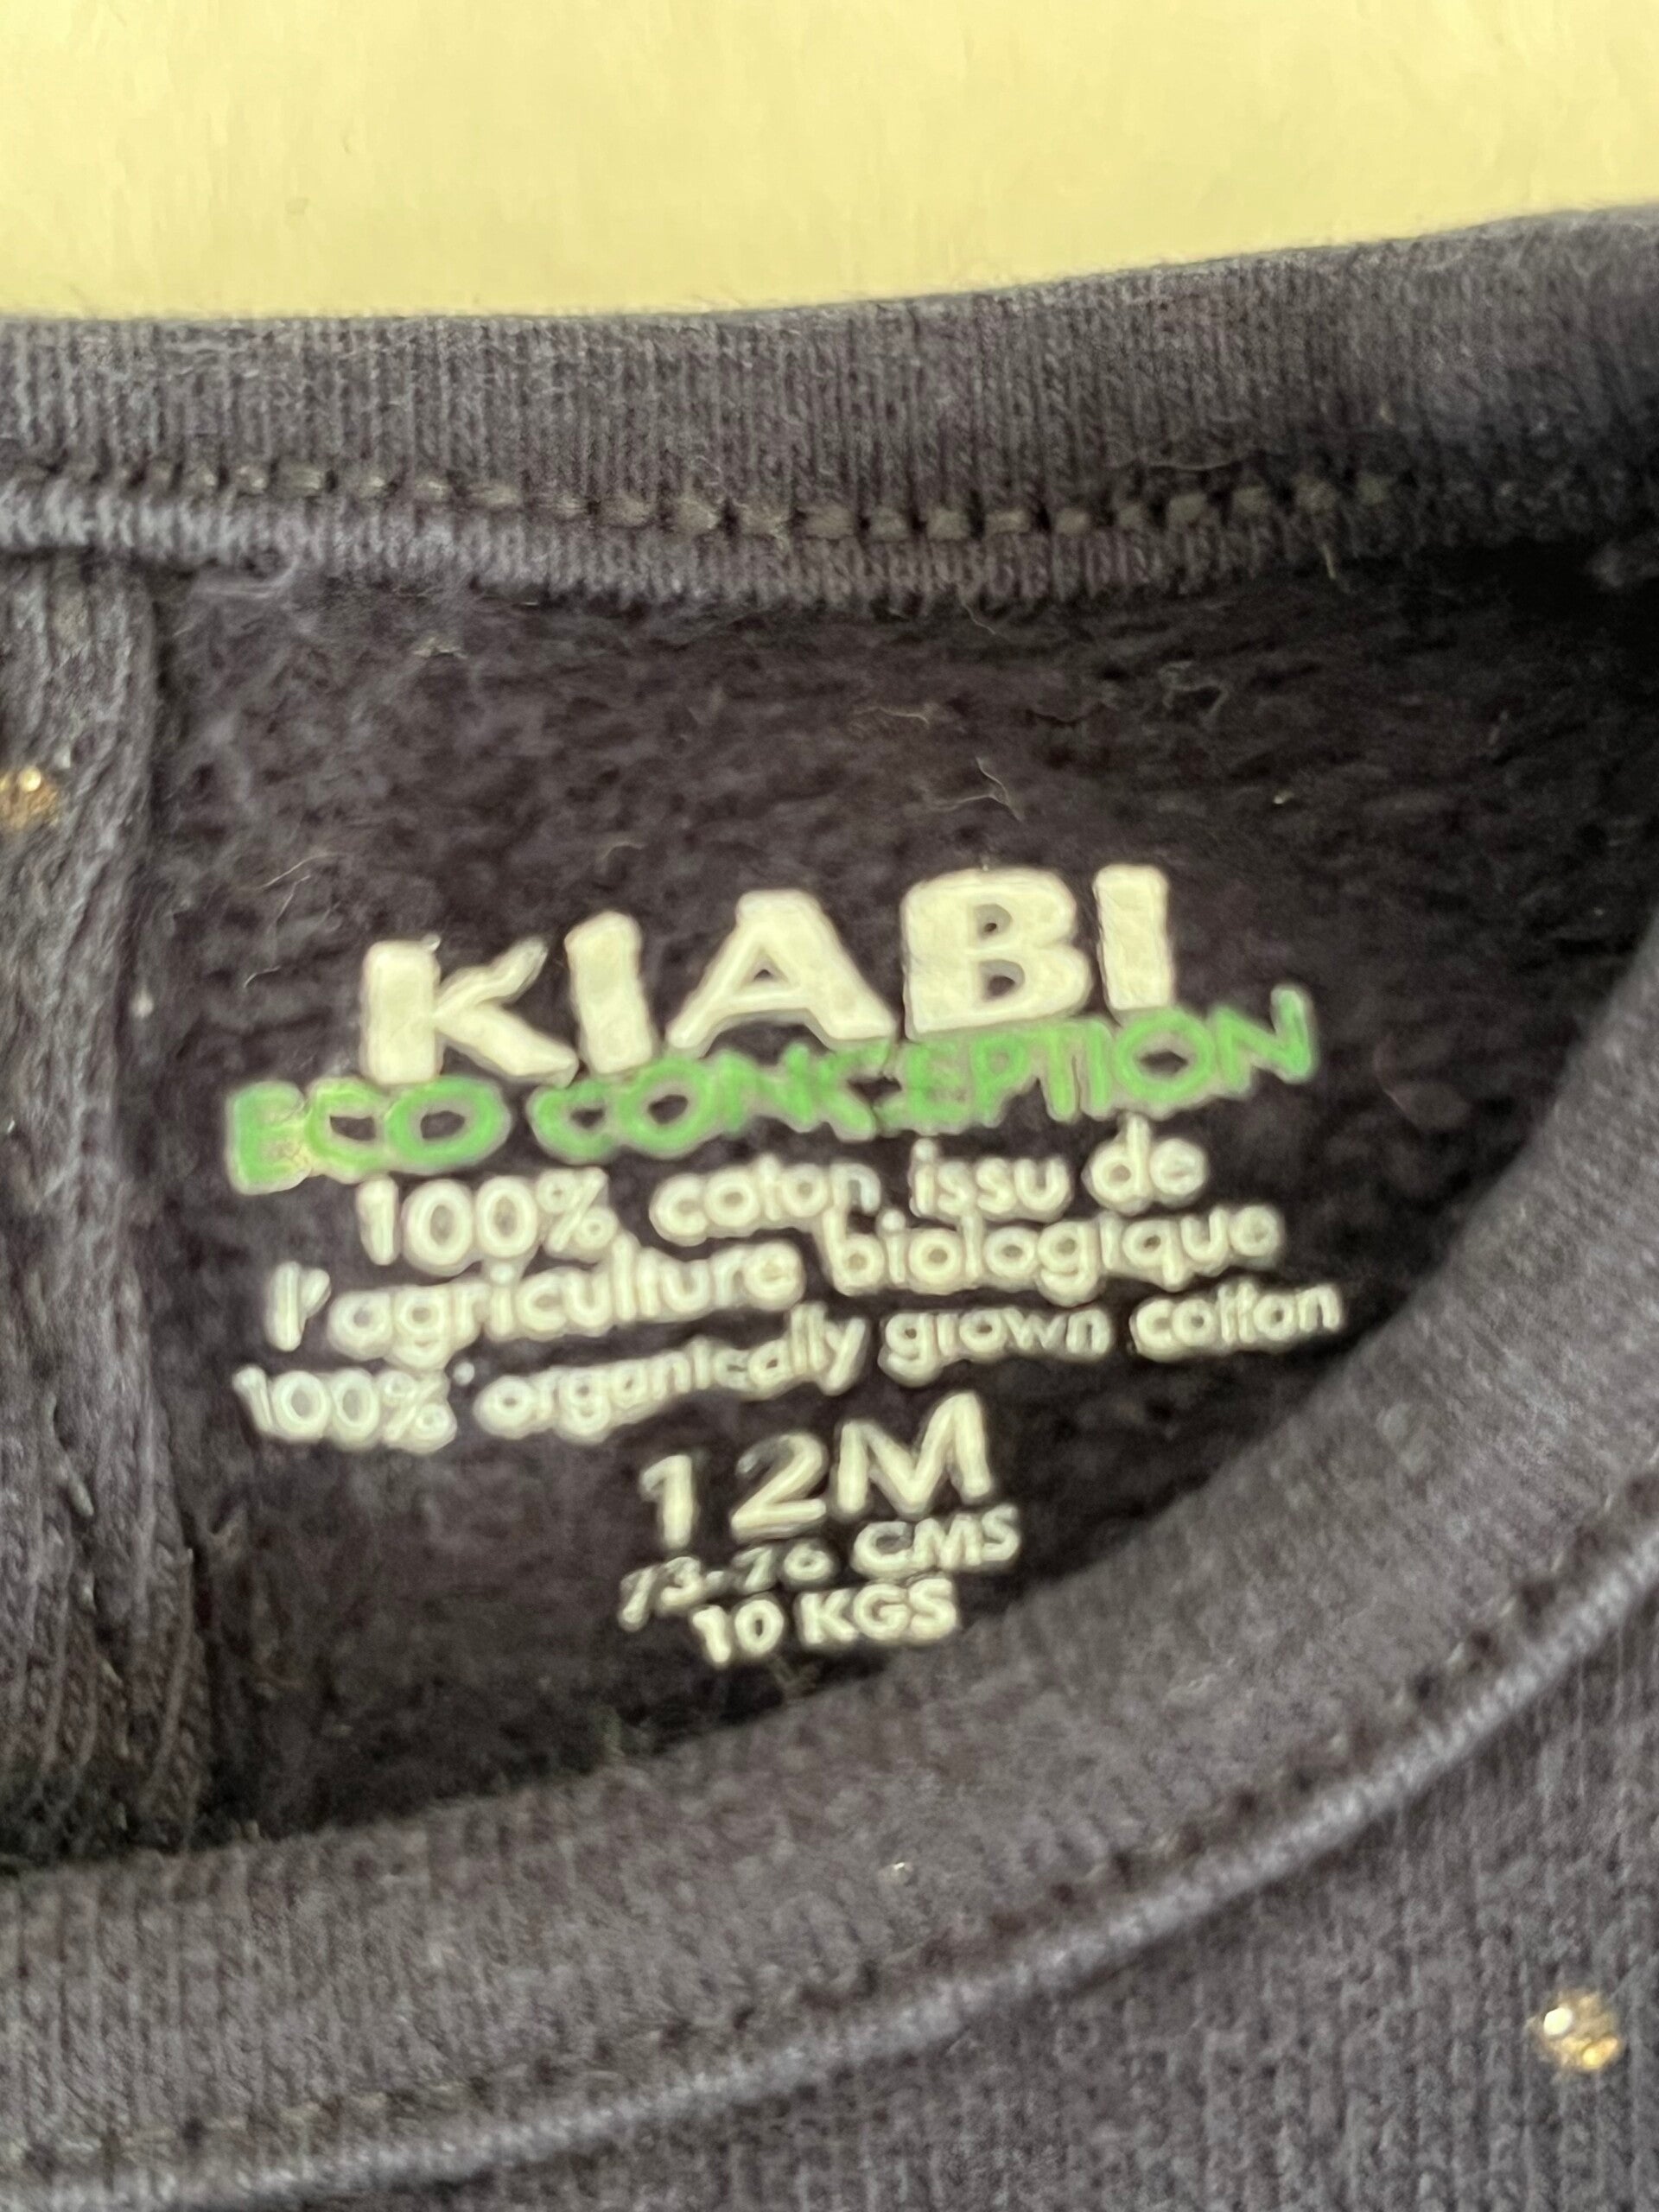 KIABI
ECO CONCEPTION
100% coton issu de
l'agriculture biologique
100% organically grown cotton
12M
73-76 CMS
10 KGS